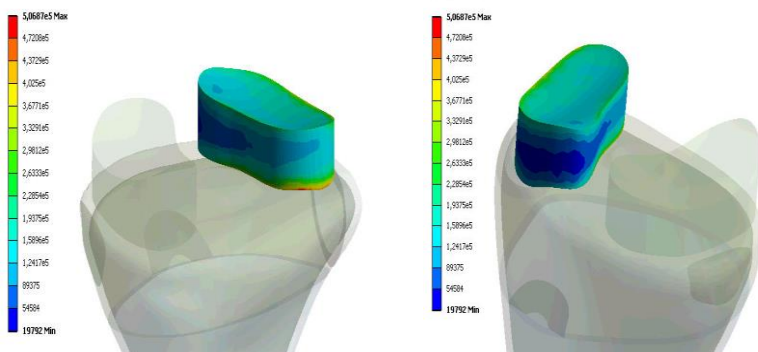 5,0687e5 Max
4,7208e5
4,3729e5
4,025e5
3,6771e5
3,3291e5
2,9812e5
2,6333e5
2,2854e5
1,9375e5
1,5896e5
1,2417e5
89375
54584
19792 Min
5,0687e5 Max
4,7208e5
4,3729e5
4,025e5
3,6771e5
3,3291e5
2,9812e5
2,6333e5
2,2854e5
1,9375e5
1,5896e5
1,2417e5
89375
54584
19792 Min